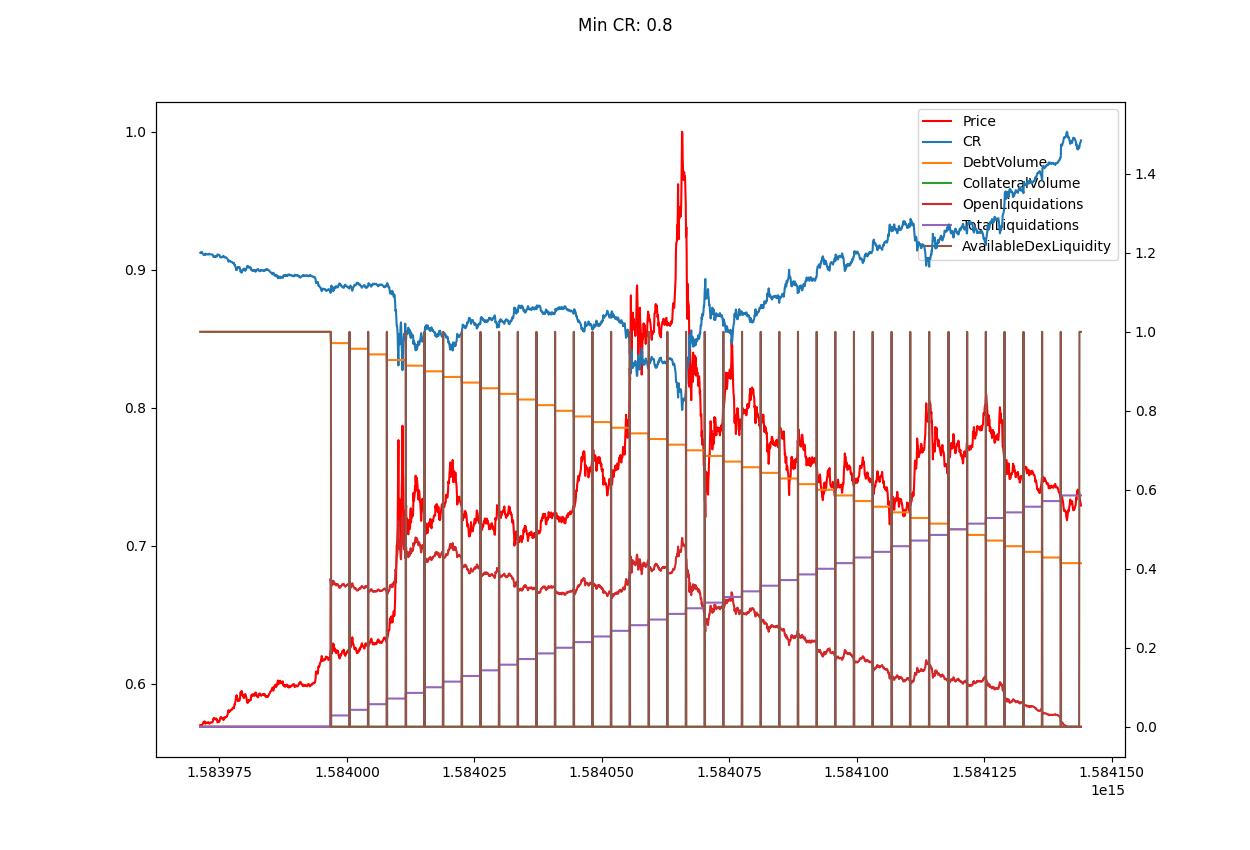 Min CR: 0.8
1.0
0.9
0.8
0.7
0.6
Price
CR
DebtVolume
CollateralVolume
OpenLiquidations
TotalLiquidations
AvailableDexLiquidity
1.4
1.2
1.0
0.8
0.6
0.4
0.2
0.0
1.583975 1.584000 1.584025 1.584050 1.584075 1.584100 1.584125 1.584150
1e15